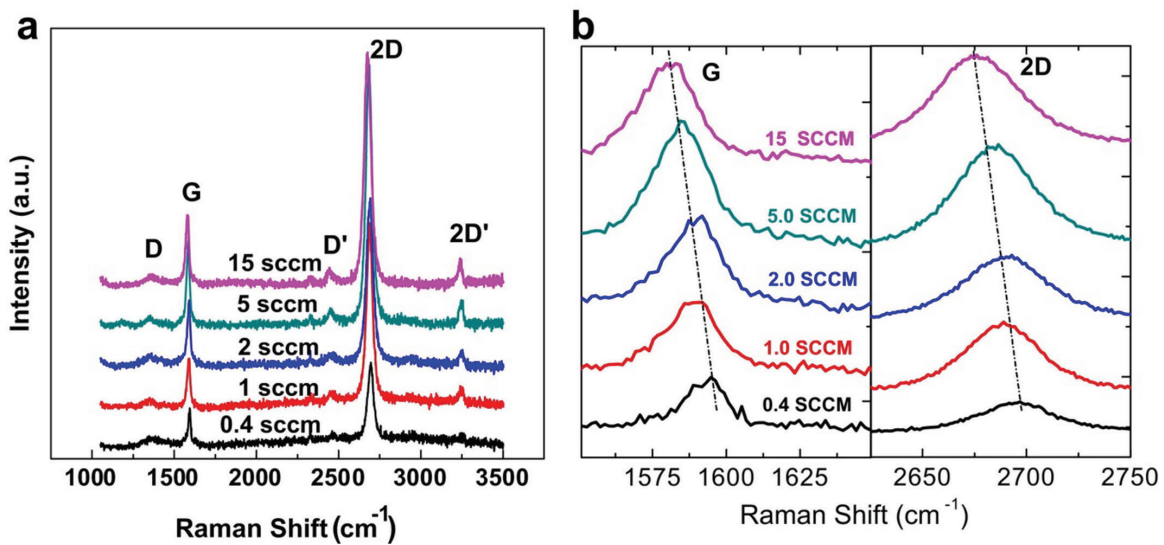 a
2D
G
D
D'
2D'
15 sccm
5 sccm
2 sccm
1 sccm
0.4 sccm
Intensity (a.u.)
1000 1500 2000 2500 3000 3500
Raman Shift (cm⁻¹)
b
G
2D
15 SCCM
5.0 SCCM
2.0 SCCM
1.0 SCCM
0.4 SCCM
1575 1600 1625 2650 2700 2750
Raman Shift (cm⁻¹)